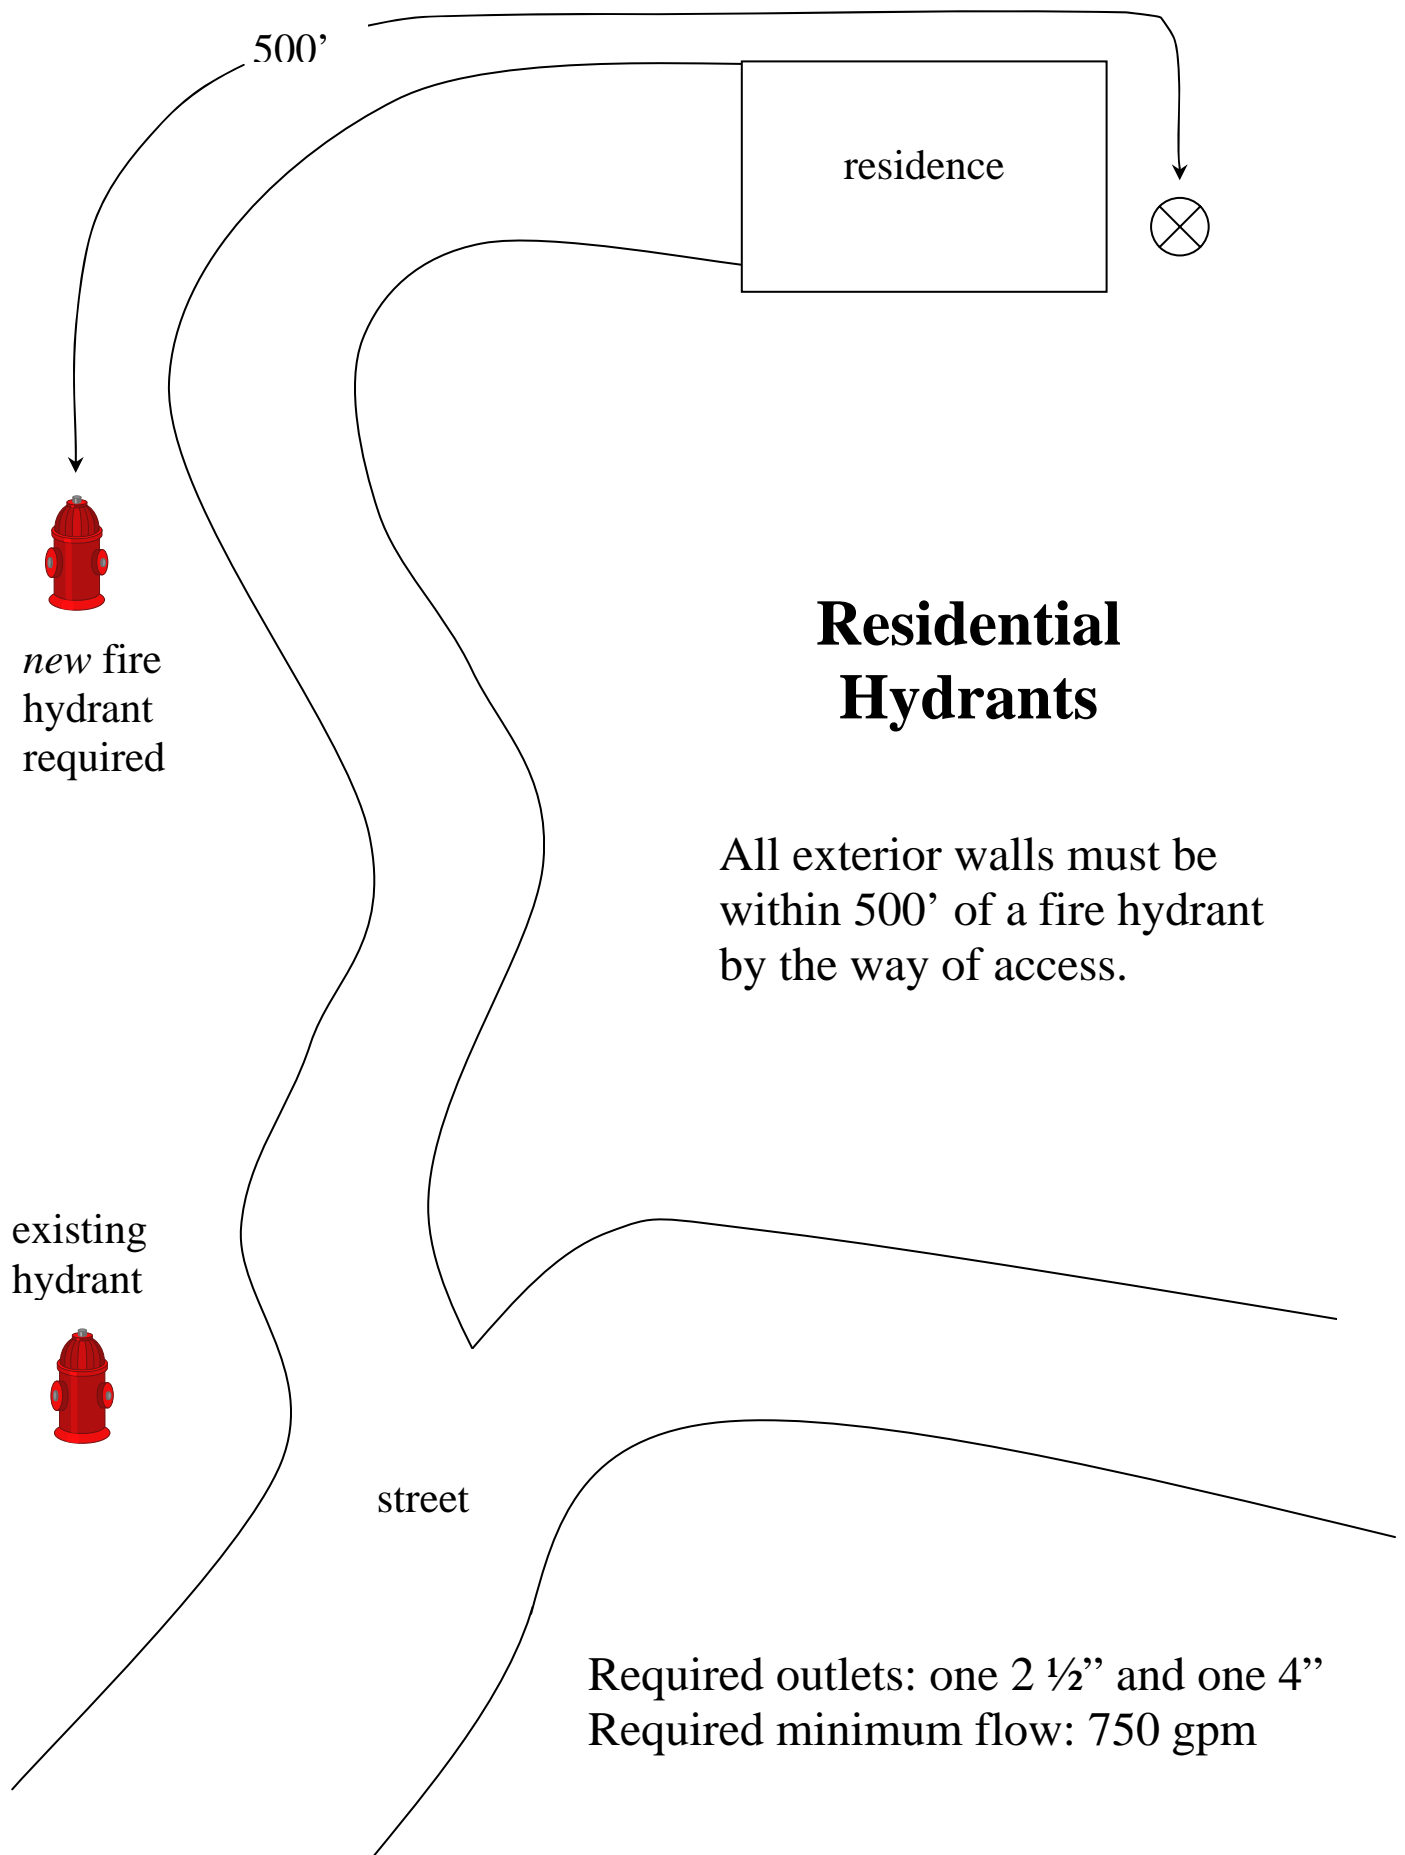 500’
residence
new fire
hydrant
required
Residential
Hydrants
All exterior walls must be
within 500’ of a fire hydrant
by the way of access.
existing
hydrant
street
Required outlets: one 2 ½” and one 4”
Required minimum flow: 750 gpm